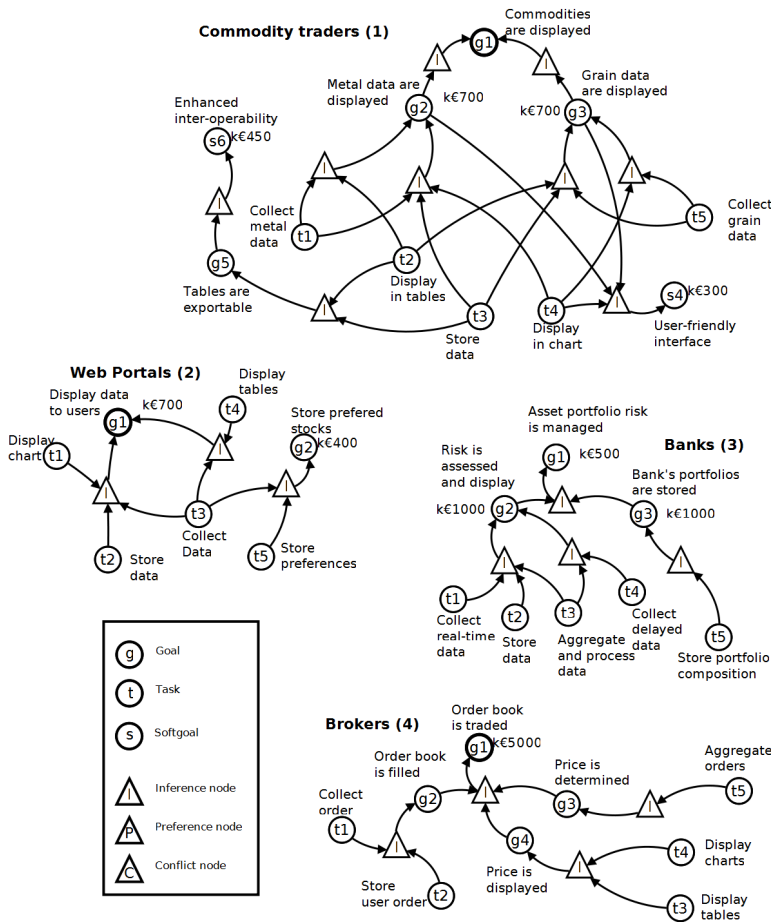 Commodity traders (1)
Commodities
are displayed
g1
I
I
Metal data are
displayed
k€700
g2
Grain data
are displayed
k€700
g3
Enhanced
inter-operability
s6
k€450
I
I
I
I
I
Collect
metal
data
t1
t2
Display
in tables
Collect
grain
data
t5
g5
Tables are
exportable
I
t3
Store
data
t4
Display
in chart
I
s4
k€300
User-friendly
interface
Web Portals (2)
Display data
to users
g1
k€700
Display
tables
t4
Store prefered
stocks
g2
k€400
Display
chart
t1
I
I
I
t3
Collect
Data
t2
Store
data
t5
Store
preferences
Banks (3)
Asset portfolio risk
is managed
g1
k€500
Risk is
assessed
and display
k€1000
g2
I
Bank's portfolios
are stored
g3
k€1000
I
I
I
t1
Collect
real-time
data
t2
Store
data
t3
Aggregate
and process
data
t4
Collect
delayed
data
t5
Store portfolio
composition
g
Goal
t
Task
s
Softgoal
I
Inference node
P
Preference node
C
Conflict node
Brokers (4)
Order book
is traded
g1
k€5000
Order book
is filled
g2
I
Price is
determined
g3
I
Aggregate
orders
t5
Collect
order
t1
I
g4
Price is
displayed
I
Display
charts
t4
Store
user order
t2
t3
Display
tables